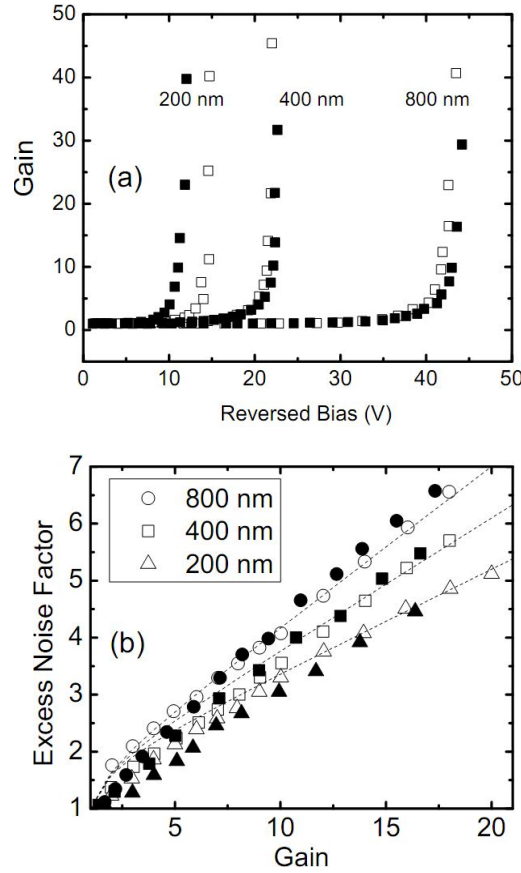 50
40
30
20
10
0
Gain
(a)
200 nm
400 nm
800 nm
0 10 20 30 40 50
Reversed Bias (V)
7
6
5
4
3
2
1
Excess Noise Factor
800 nm
400 nm
200 nm
(b)
5 10 15 20
Gain